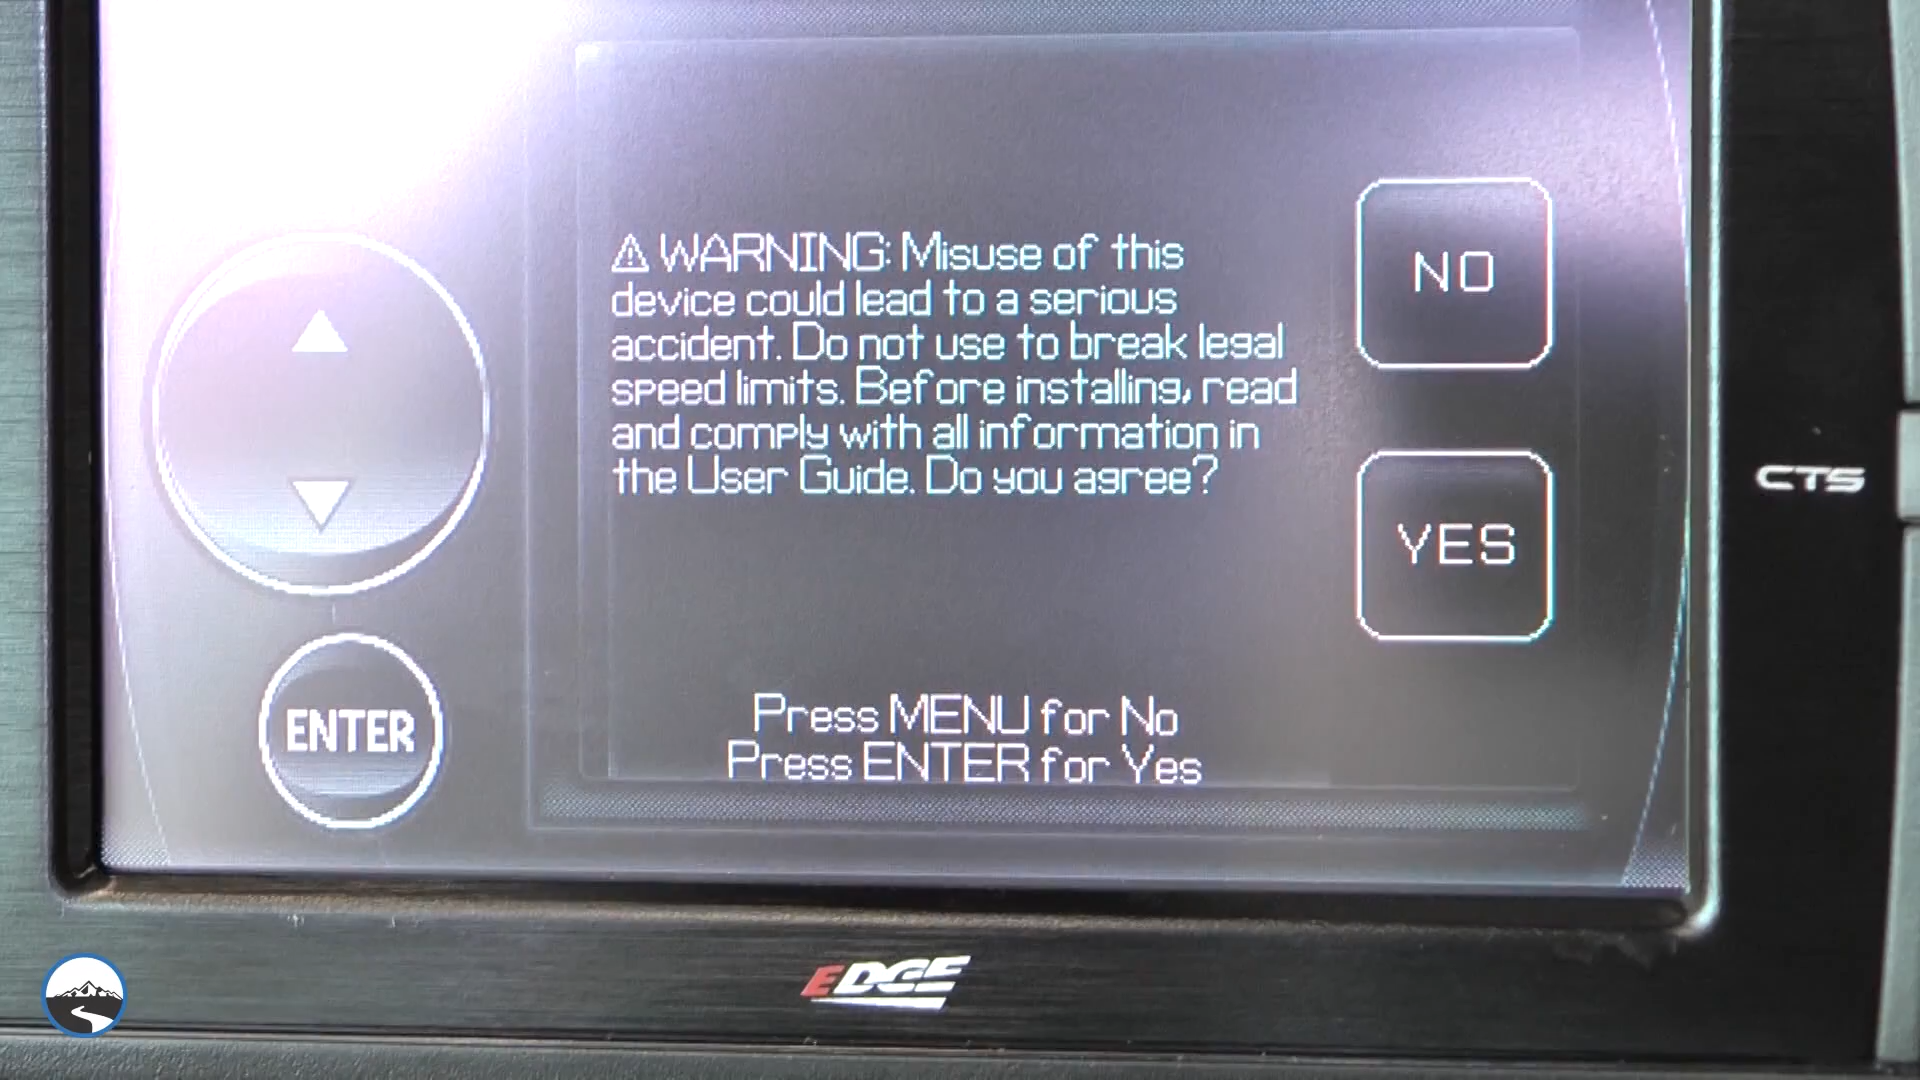 ⚠ WARNING: Misuse of this
device could lead to a serious
accident. Do not use to break legal
speed limits. Before installing, read
and comply with all information in
the User Guide. Do you agree?
NO
YES
ENTER
Press MENU for No
Press ENTER for Yes
CTS
EDGE